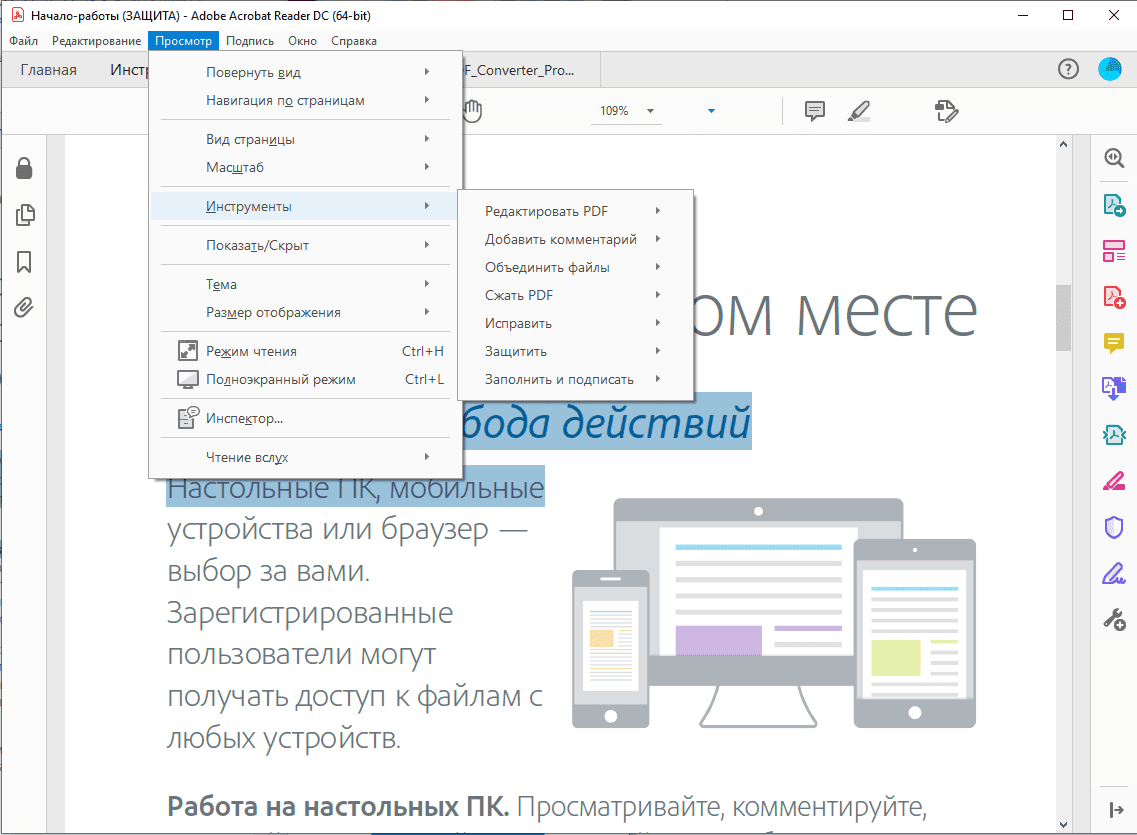 Начало-работы (ЗАЩИТА) - Adobe Acrobat Reader DC (64-bit)
Файл Редактирование Просмотр Подпись Окно Справка
Главная Инстр F_Converter_Pro...
109%
Повернуть вид
Навигация по страницам
Вид страницы
Масштаб
Инструменты
Показать/Скрыт
Тема
Размер отображения
Режим чтения Ctrl+H
Полноэкранный режим Ctrl+L
Инспектор...
Чтение вслух
Редактировать PDF
Добавить комментарий
Объединить файлы
Сжать PDF
Исправить
Защитить
Заполнить и подписать
ом месте
бода действий
Настольные ПК, мобильные
устройства или браузер —
выбор за вами.
Зарегистрированные
пользователи могут
получать доступ к файлам с
любых устройств.
Работа на настольных ПК. Просматривайте, комментируйте,